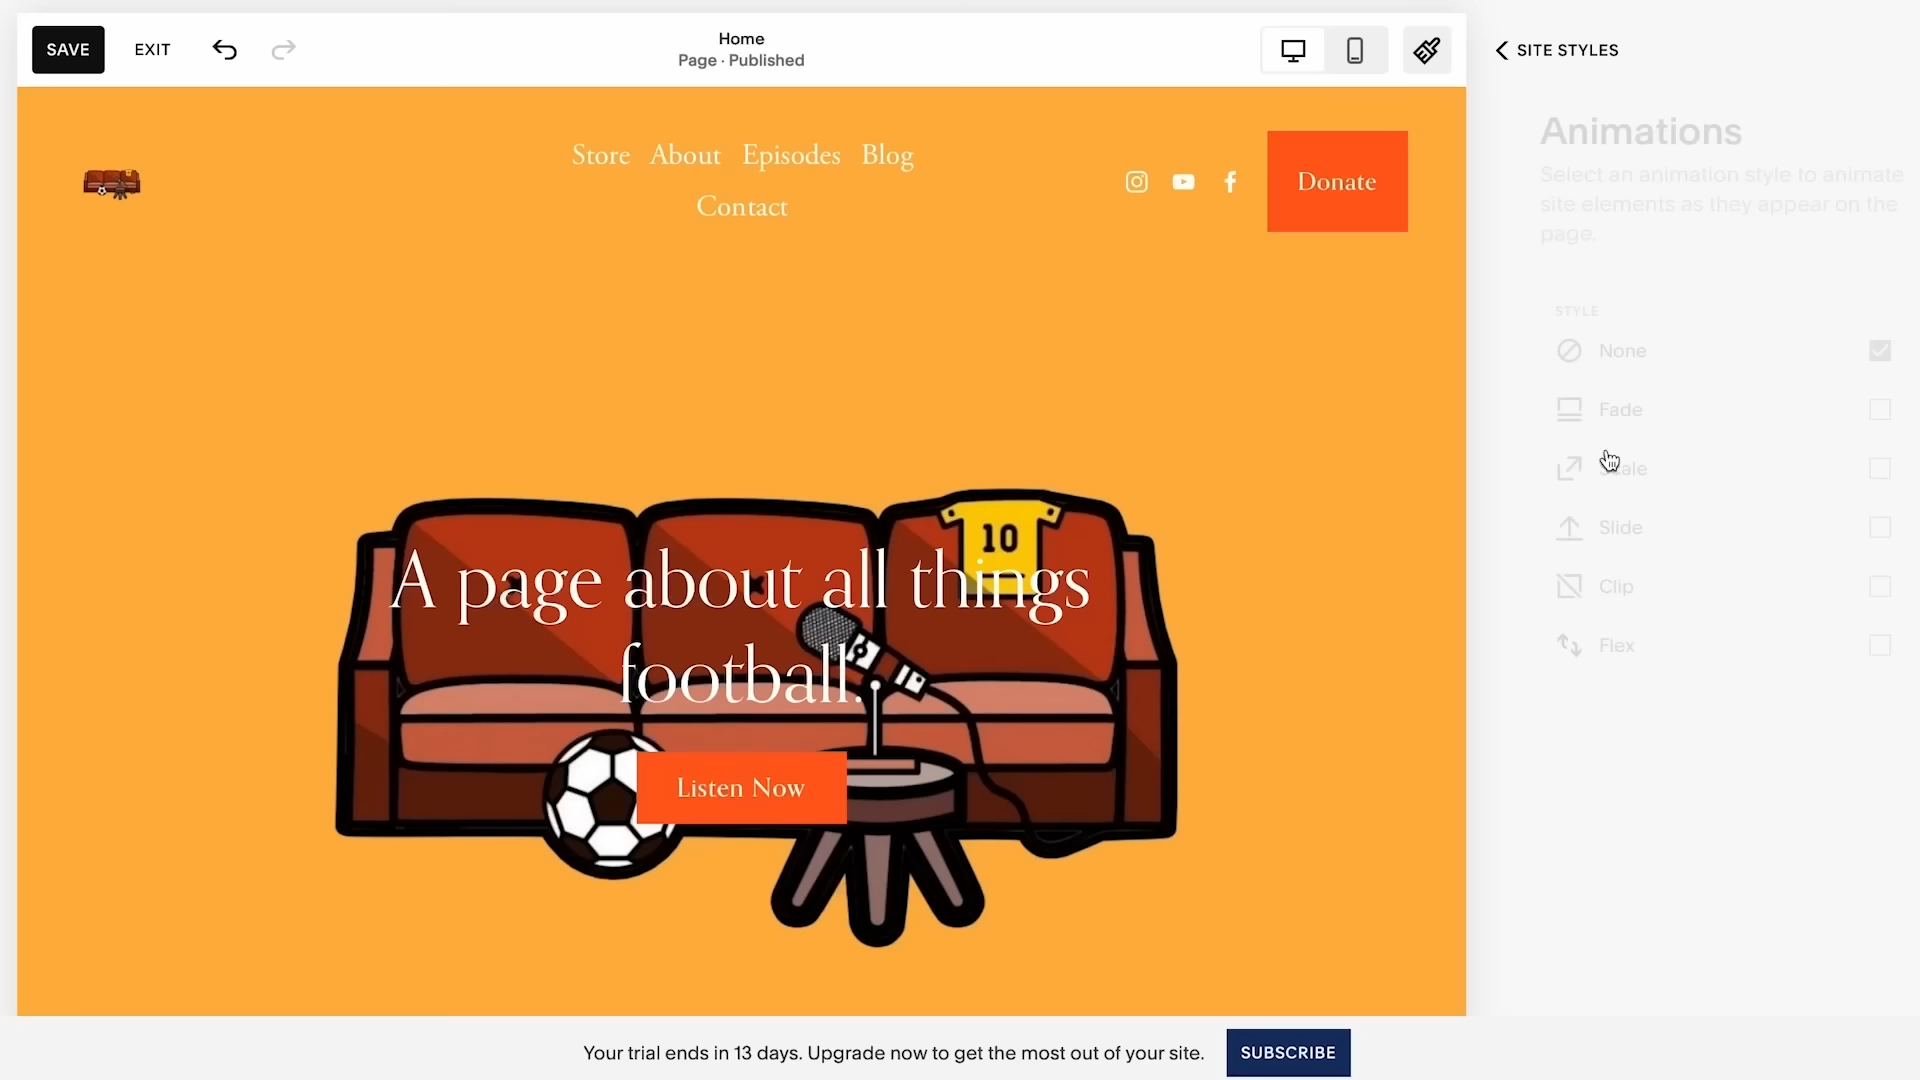 SAVE
EXIT
Home
Page · Published
SITE STYLES
Store About Episodes Blog
Contact
Donate
Animations
Select an animation style to animate
site elements as they appear on the
page.
STYLE
None
Fade
Slide
Clip
Flex
10
A page about all things
football.
Listen Now
Your trial ends in 13 days. Upgrade now to get the most out of your site.
SUBSCRIBE